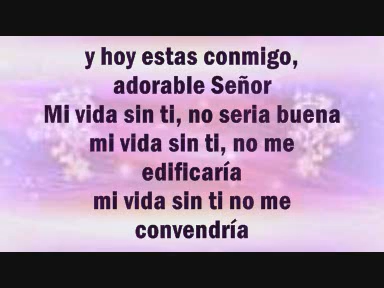 y hoy estas conmigo,
adorable Señor
Mi vida sin ti, no seria buena
mi vida sin ti, no me
edificaría
mi vida sin ti no me
convendría